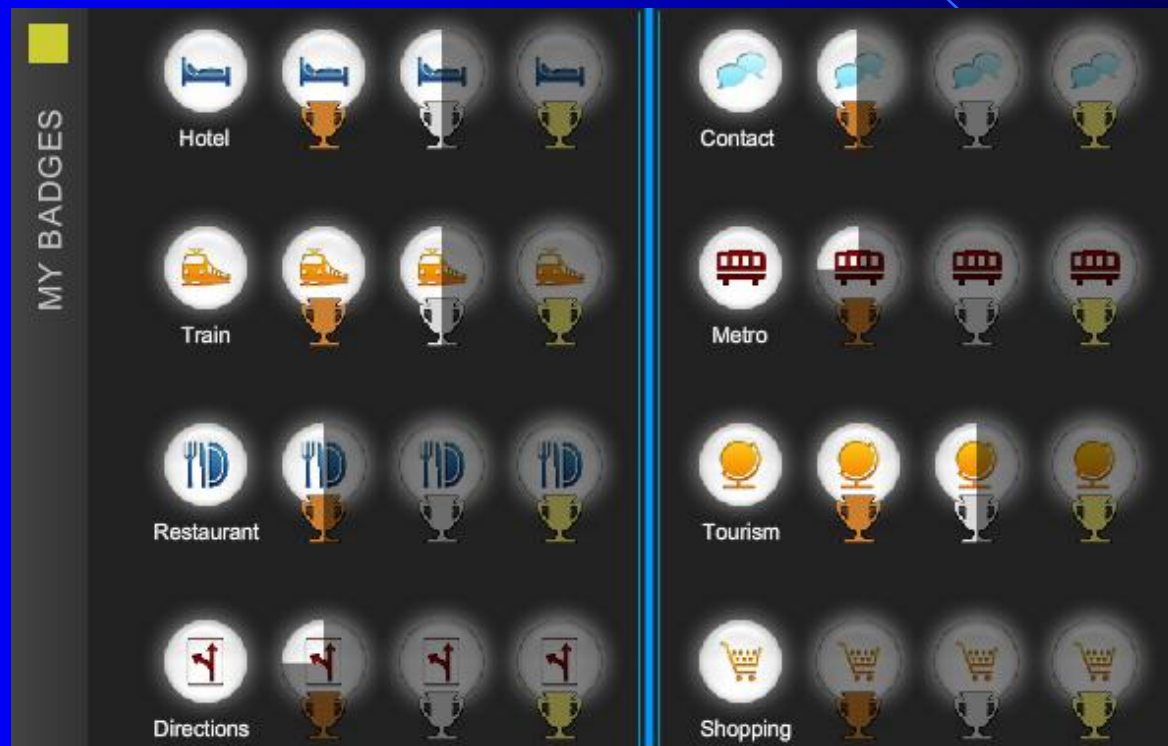 MY BADGES
Hotel
Contact
Train
Metro
Restaurant
Tourism
Directions
Shopping